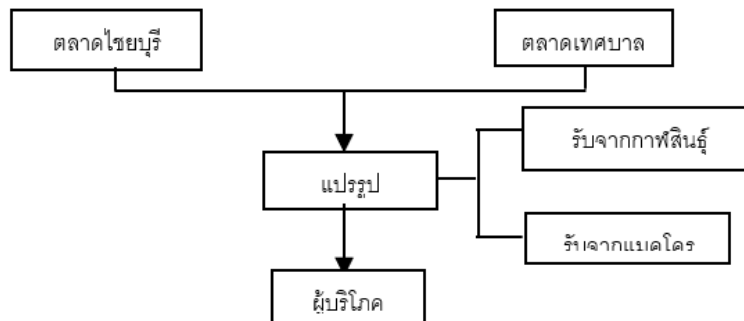 ตลาดไชยบุรี
ตลาดเทศบาล
รับจากกาฬสินธุ์
แปรรูป
รับจากแมคโคร
ผู้บริโภค